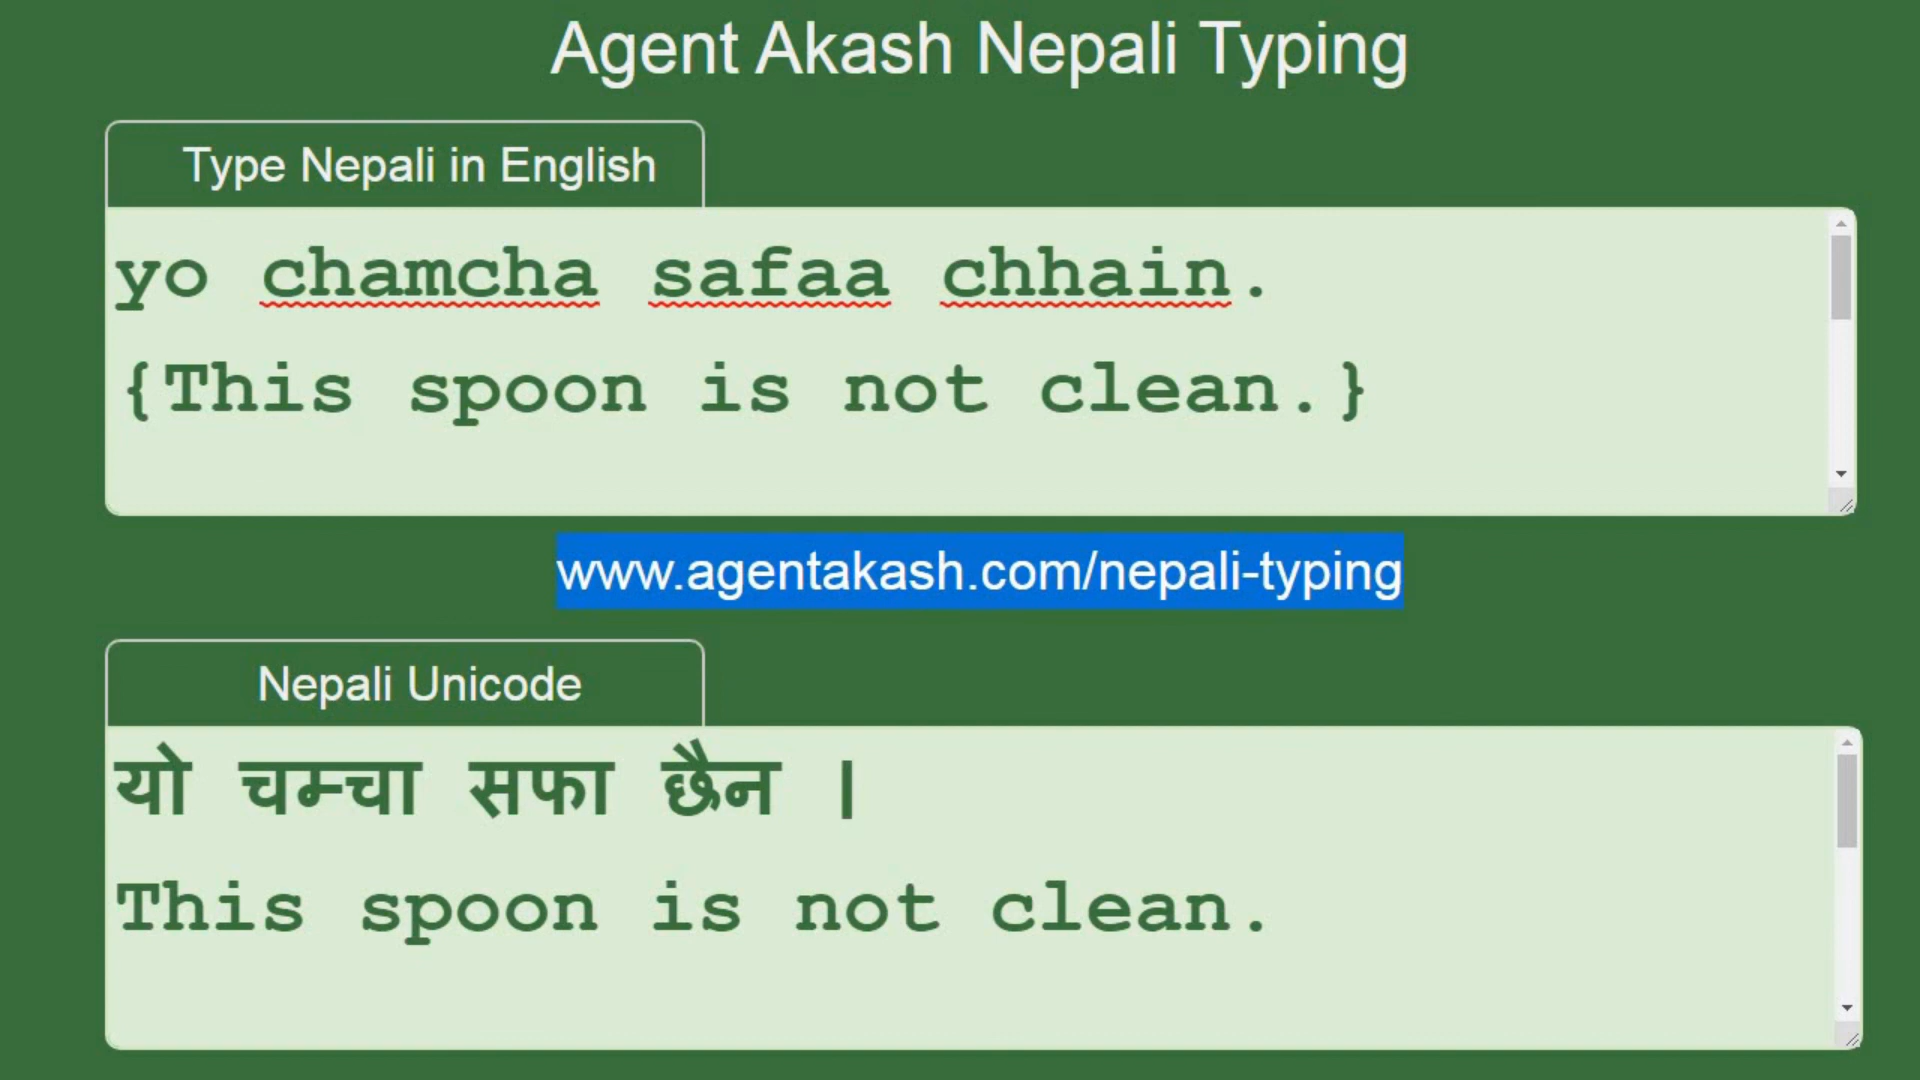 Agent Akash Nepali Typing
Type Nepali in English
yo chamcha safaa chhain.
{This spoon is not clean.}
www.agentakash.com/nepali-typing
Nepali Unicode
यो चम्चा सफा छैन ।
This spoon is not clean.